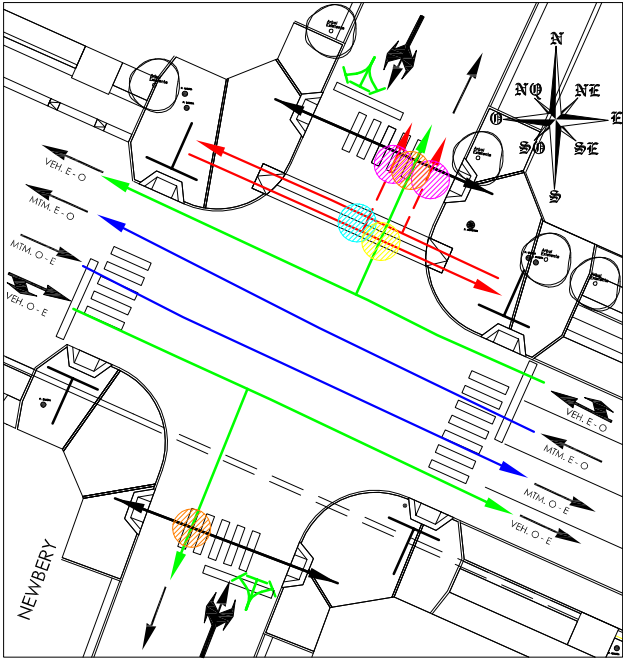 N
NO
NE
O
E
SO
SE
S
VEH. E - O
MTM. E - O
MTM. O - E
VEH. O - E
VEH. E - O
MTM. E - O
MTM. O - E
VEH. O - E
NEWBERY